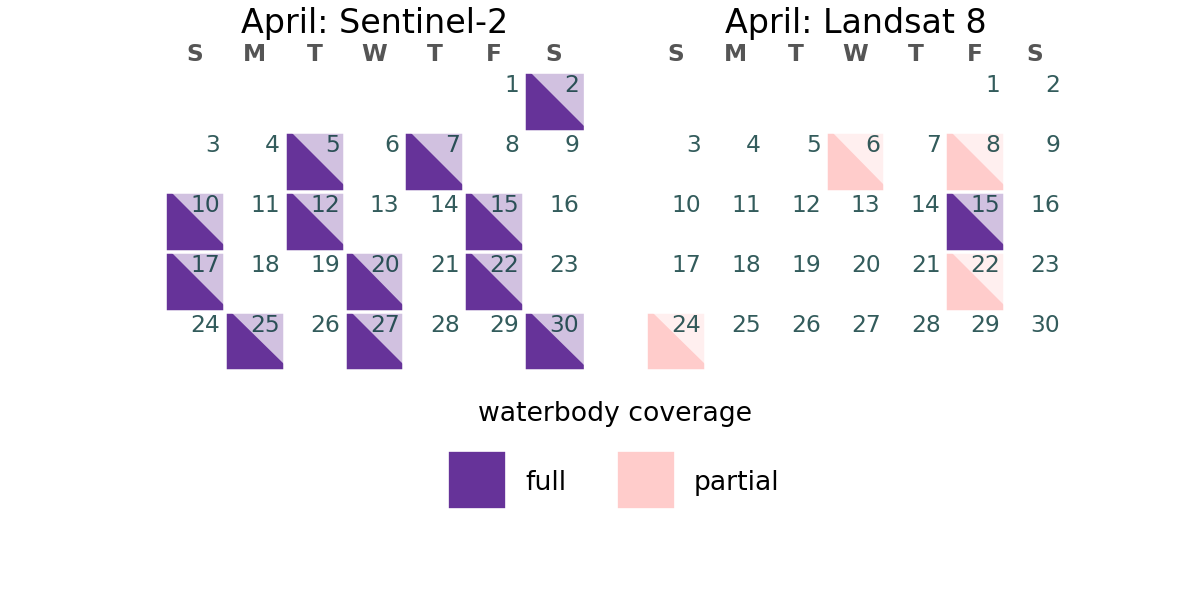 April: Sentinel-2
S M T W T F S
1 2
3 4 5 6 7 8 9
10 11 12 13 14 15 16
17 18 19 20 21 22 23
24 25 26 27 28 29 30
April: Landsat 8
S M T W T F S
1 2
3 4 5 6 7 8 9
10 11 12 13 14 15 16
17 18 19 20 21 22 23
24 25 26 27 28 29 30
waterbody coverage
full partial